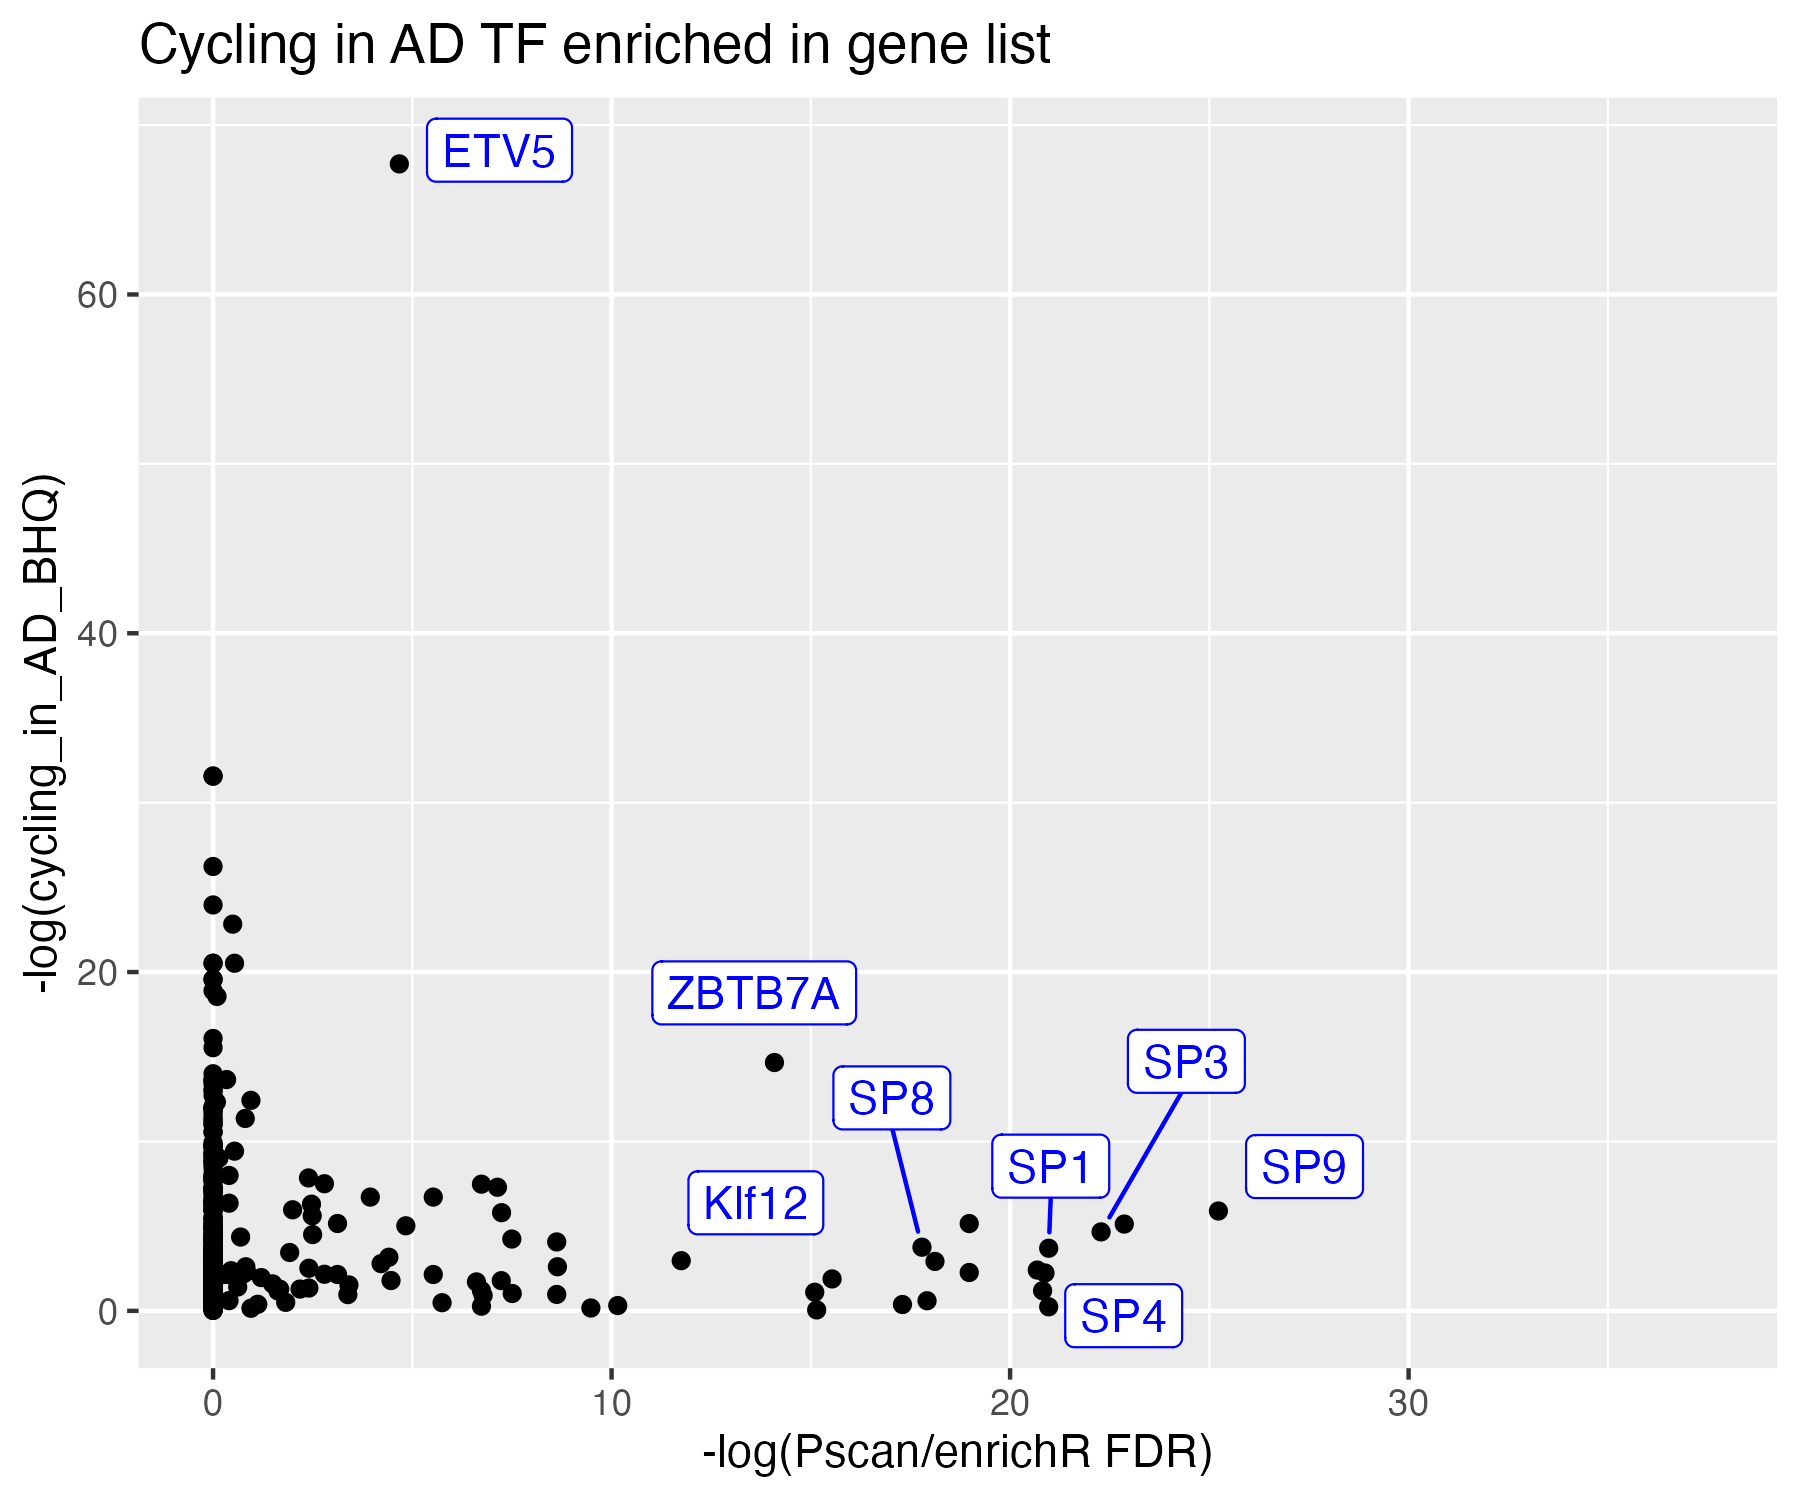 Cycling in AD TF enriched in gene list
-log(cycling_in_AD_BHQ)
60
40
20
0
ETV5
ZBTB7A
SP8
SP3
SP1
SP9
Klf12
SP4
0
10
20
30
-log(Pscan/enrichR FDR)